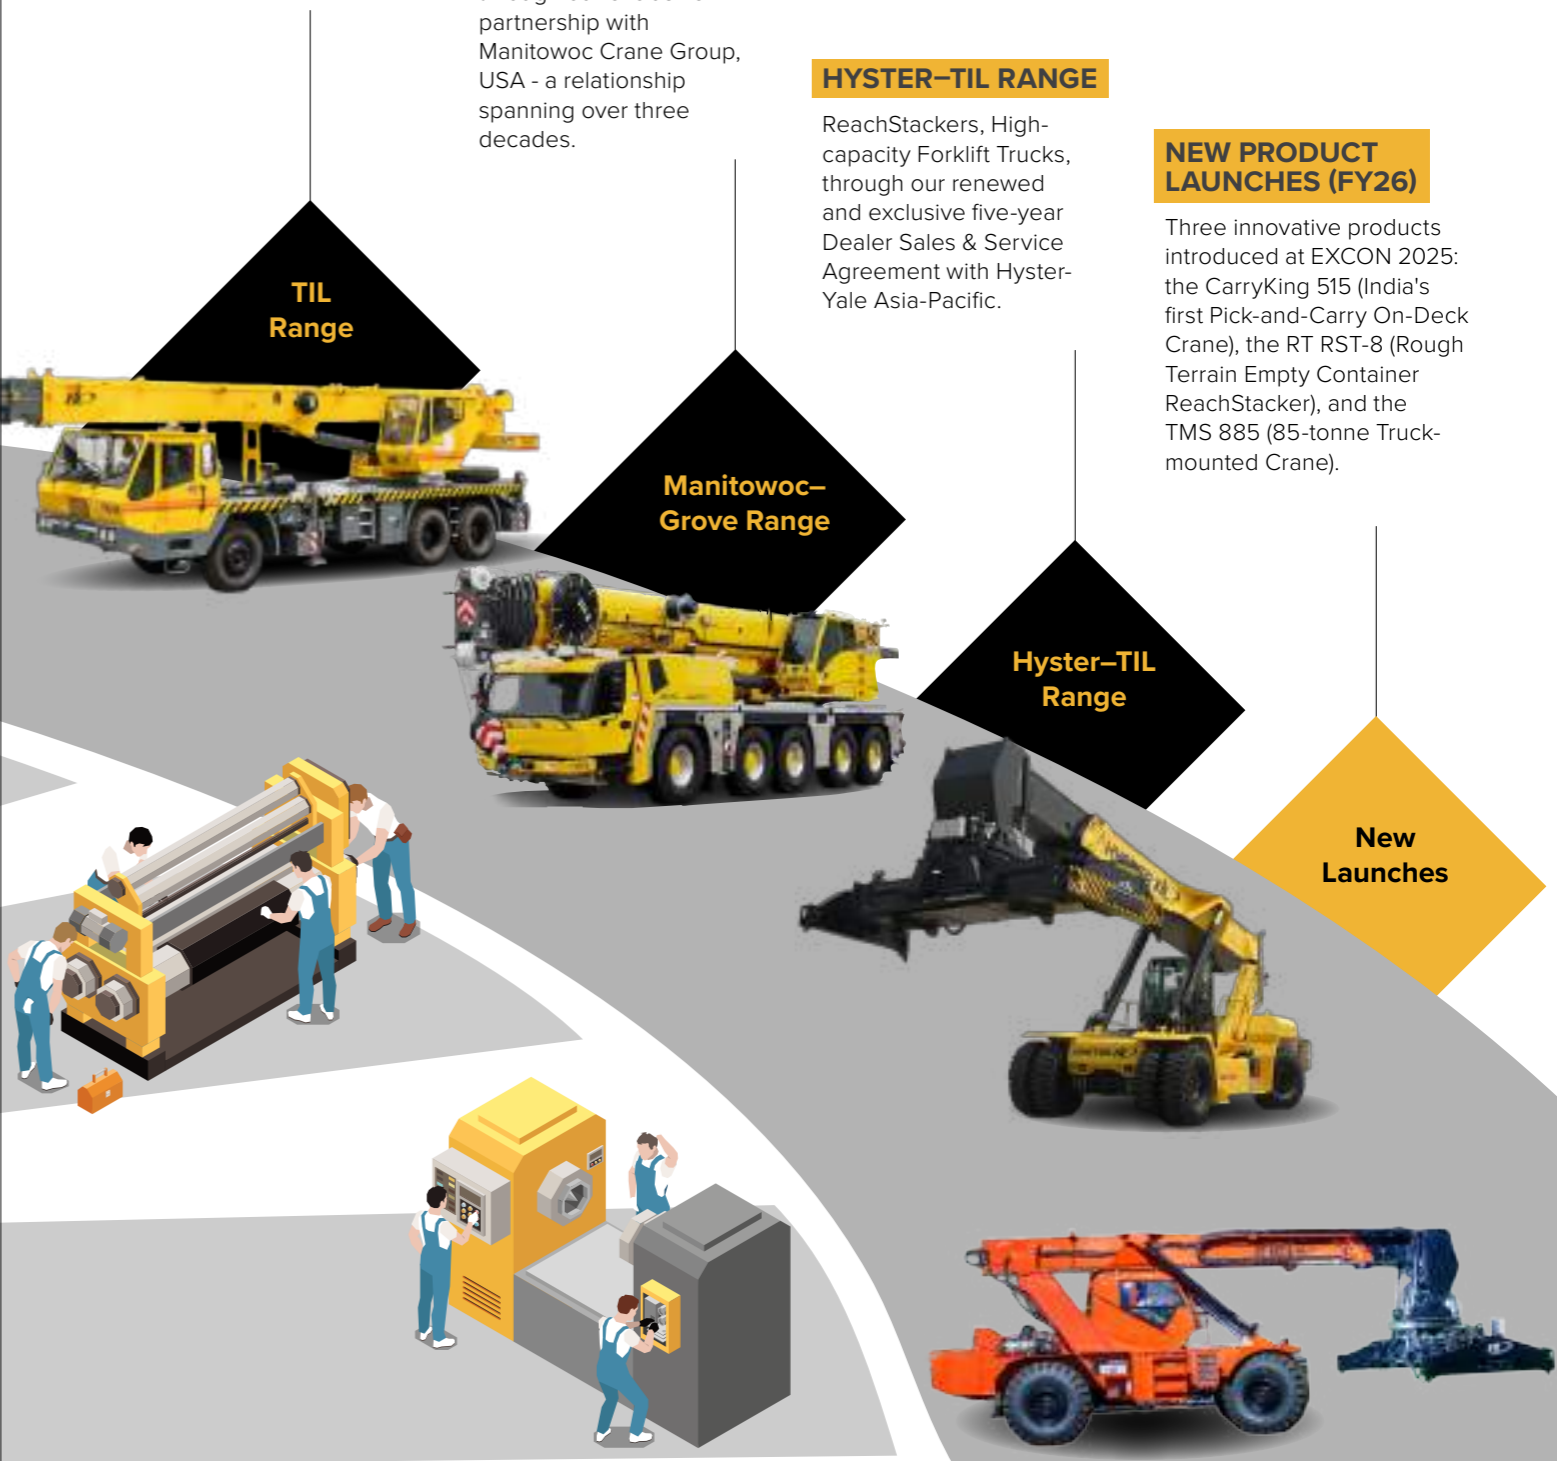 partnership with
Manitowoc Crane Group,
USA - a relationship
spanning over three
decades.
HYSTER–TIL RANGE
ReachStackers, High-
capacity Forklift Trucks,
through our renewed
and exclusive five-year
Dealer Sales & Service
Agreement with Hyster-
Yale Asia-Pacific.
NEW PRODUCT
LAUNCHES (FY26)
Three innovative products
introduced at EXCON 2025:
the CarryKing 515 (India's
first Pick-and-Carry On-Deck
Crane), the RT RST-8 (Rough
Terrain Empty Container
ReachStacker), and the
TMS 885 (85-tonne Truck-
mounted Crane).
TIL
Range
Manitowoc–
Grove Range
Hyster–TIL
Range
New
Launches